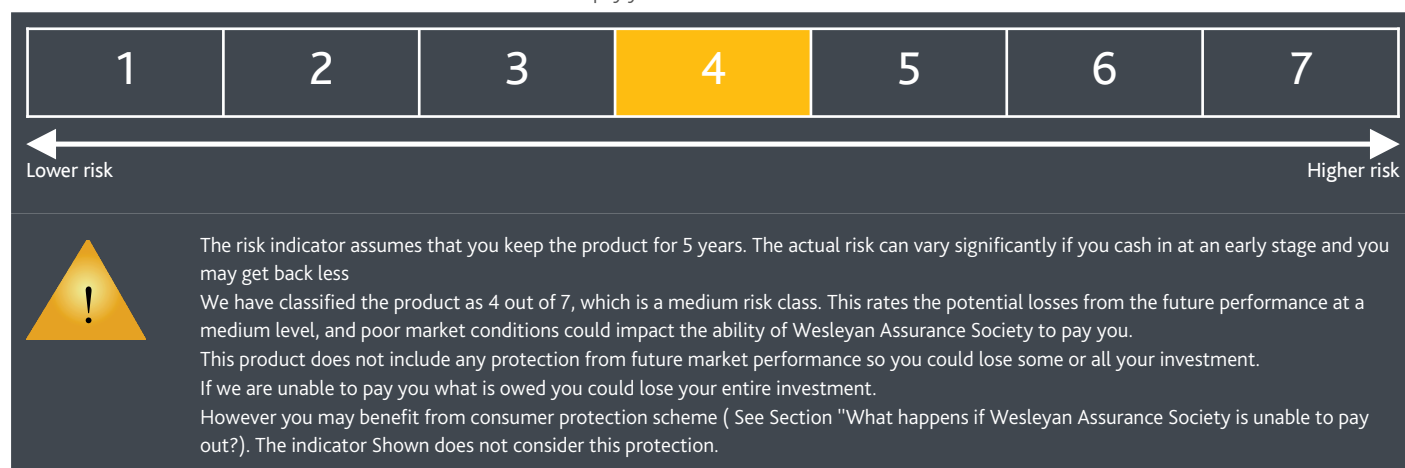 1 2 3 4 5 6 7
Lower risk Higher risk
The risk indicator assumes that you keep the product for 5 years. The actual risk can vary significantly if you cash in at an early stage and you
may get back less
We have classified the product as 4 out of 7, which is a medium risk class. This rates the potential losses from the future performance at a
medium level, and poor market conditions could impact the ability of Wesleyan Assurance Society to pay you.
This product does not include any protection from future market performance so you could lose some or all your investment.
If we are unable to pay you what is owed you could lose your entire investment.
However you may benefit from consumer protection scheme ( See Section "What happens if Wesleyan Assurance Society is unable to pay
out?). The indicator Shown does not consider this protection.
!